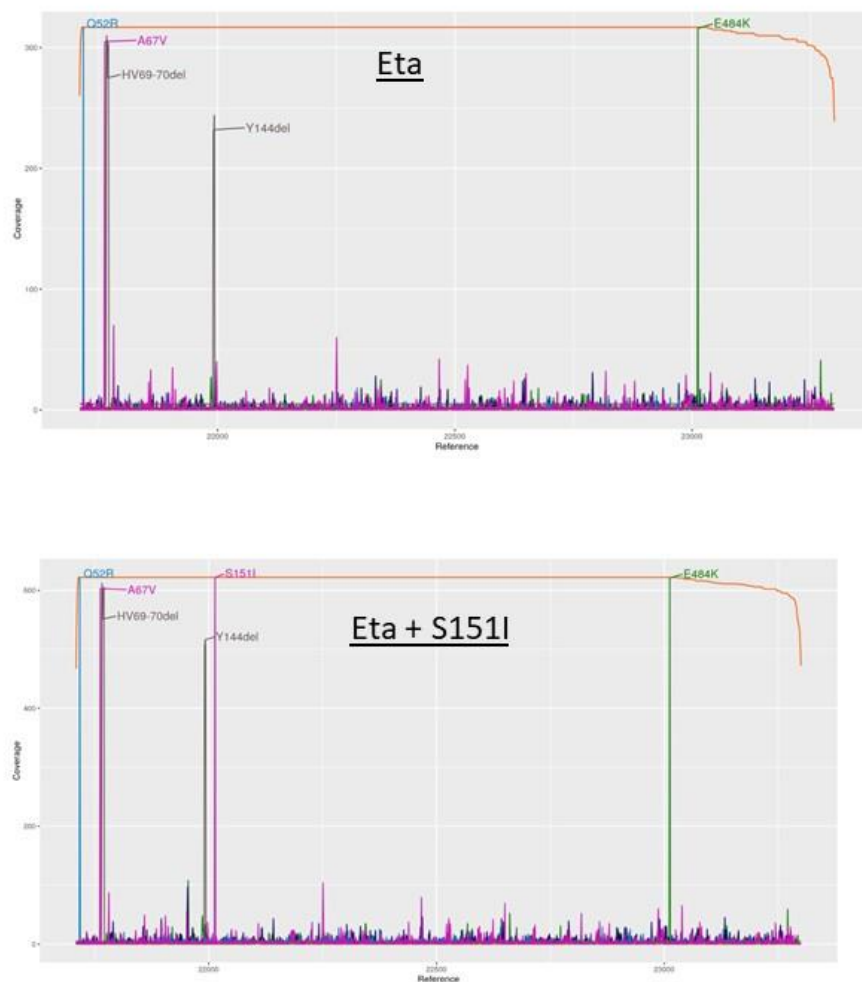 Eta
Q52R
A67V
HV69-70del
Y144del
E484K
300
200
100
0
Coverage
22000
22500
23000
Reference
Eta + S151I
Q52R
A67V
HV69-70del
Y144del
S151I
E484K
600
400
200
0
Coverage
22000
22500
23000
Reference